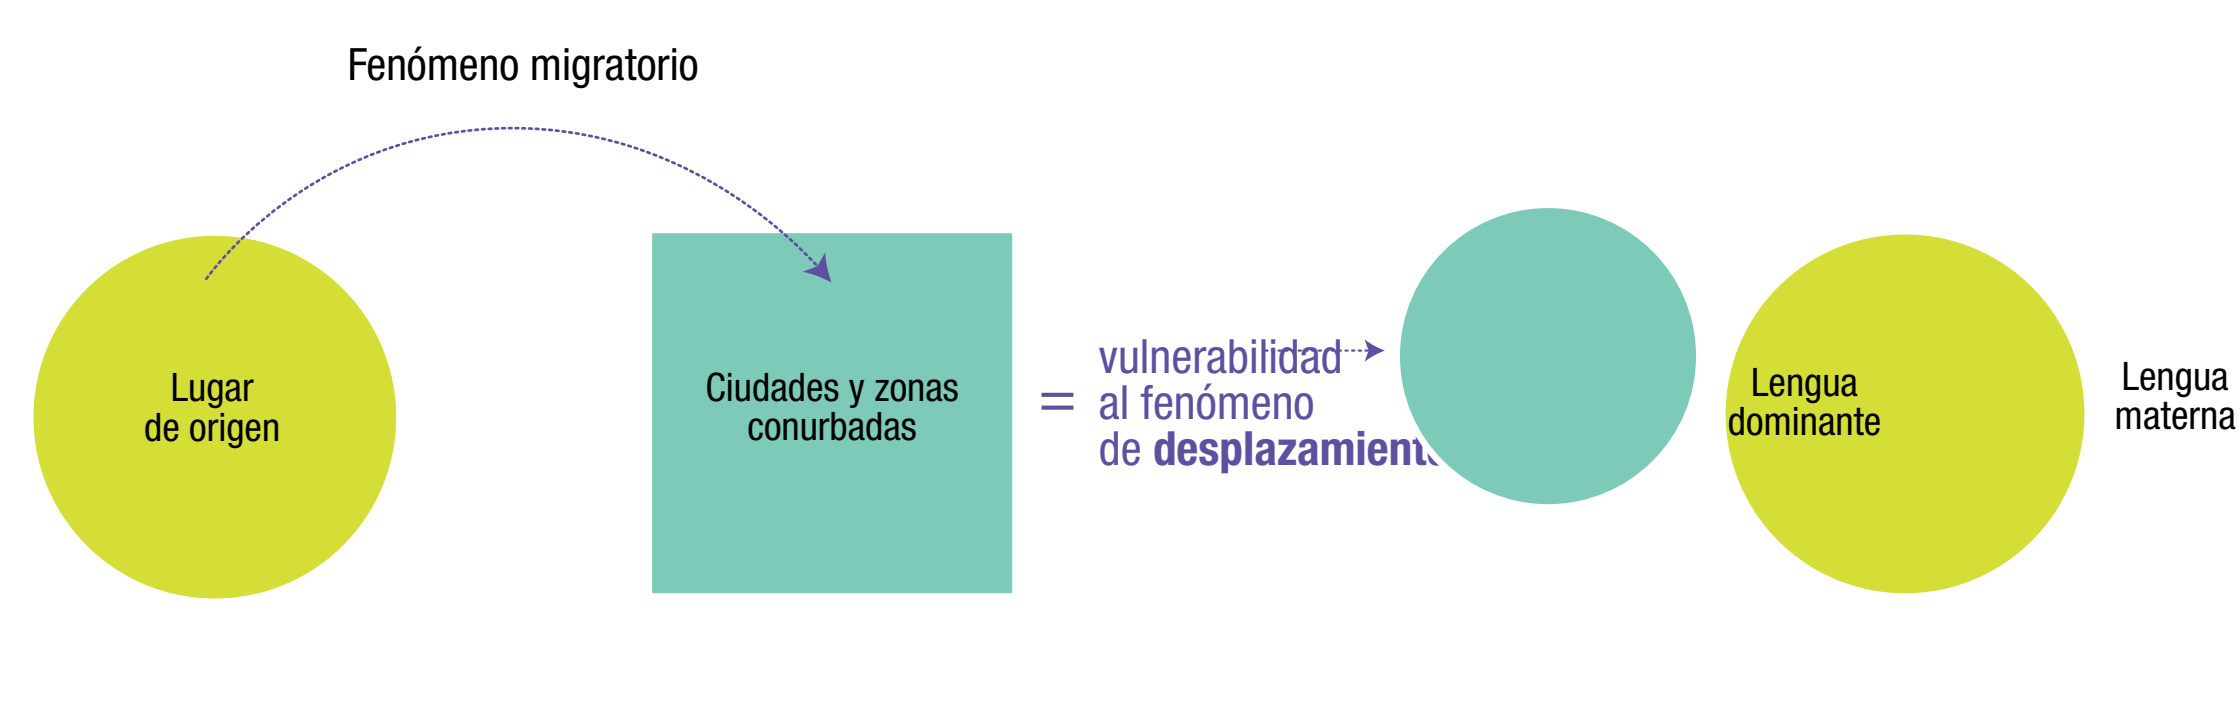 Fenómeno migratorio
Lugar
de origen
Ciudades y zonas
conurbadas
=
vulnerabilidad
al fenómeno
de desplazamiento
Lengua
dominante
Lengua
materna